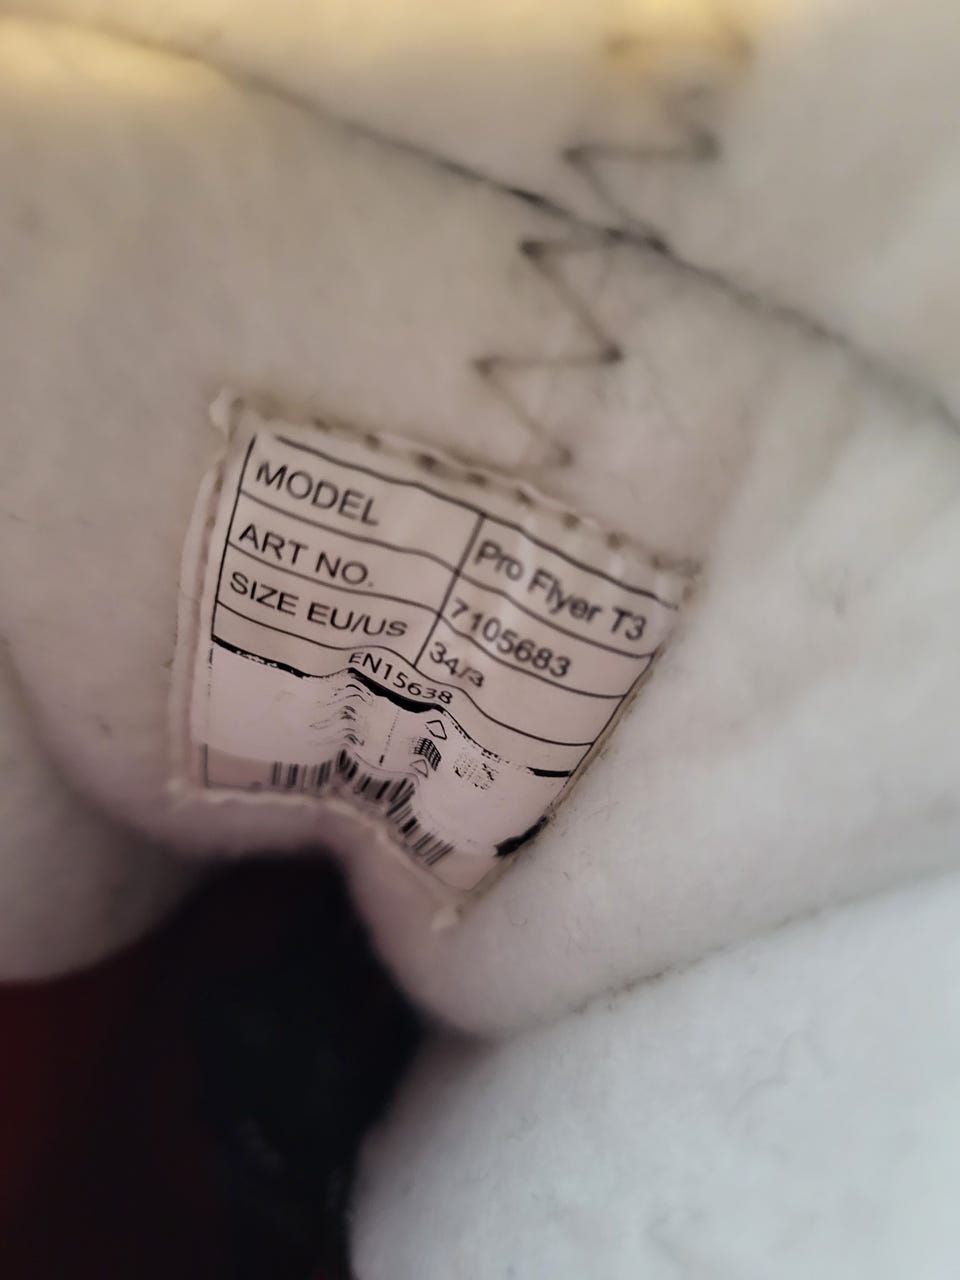 MODEL Pro Flyer T3
ART NO. 7105683
SIZE EU/US 34/3
EN15638